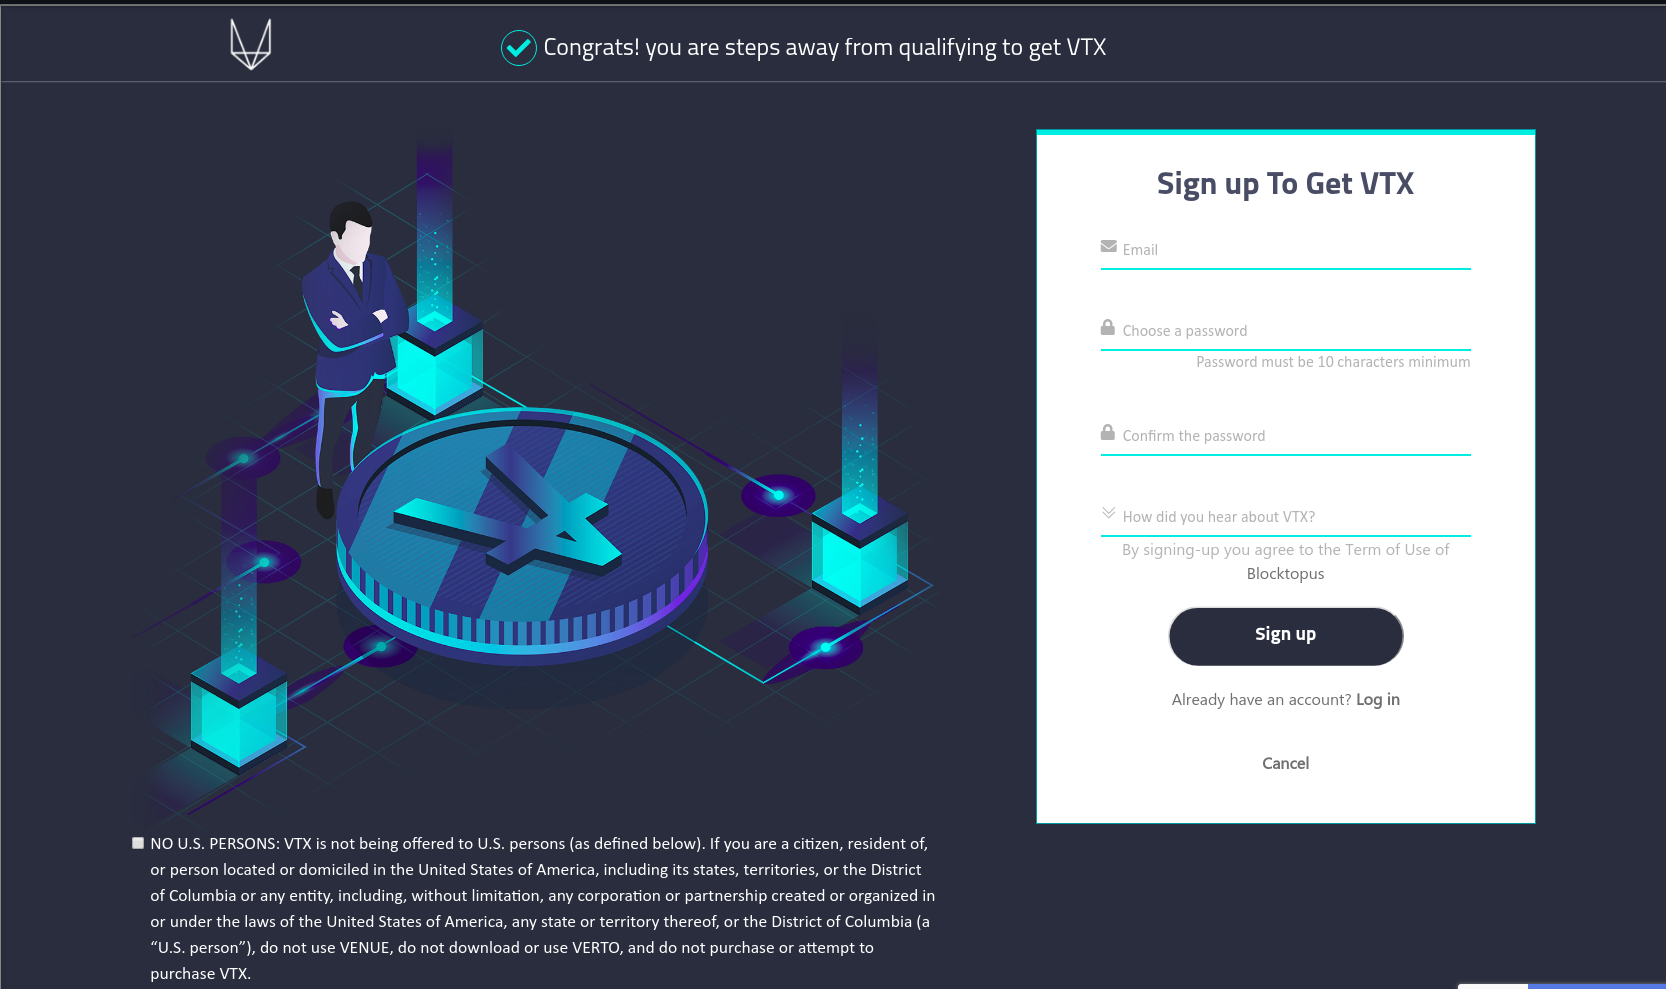 Congrats! you are steps away from qualifying to get VTX
Sign up To Get VTX
Email
Choose a password
Password must be 10 characters minimum
Confirm the password
How did you hear about VTX?
By signing-up you agree to the Term of Use of
Blocktopus
Sign up
Already have an account? Log in
Cancel
NO U.S. PERSONS: VTX is not being offered to U.S. persons (as defined below). If you are a citizen, resident of,
or person located or domiciled in the United States of America, including its states, territories, or the District
of Columbia or any entity, including, without limitation, any corporation or partnership created or organized in
or under the laws of the United States of America, any state or territory thereof, or the District of Columbia (a
“U.S. person”), do not use VENUE, do not download or use VERTO, and do not purchase or attempt to
purchase VTX.